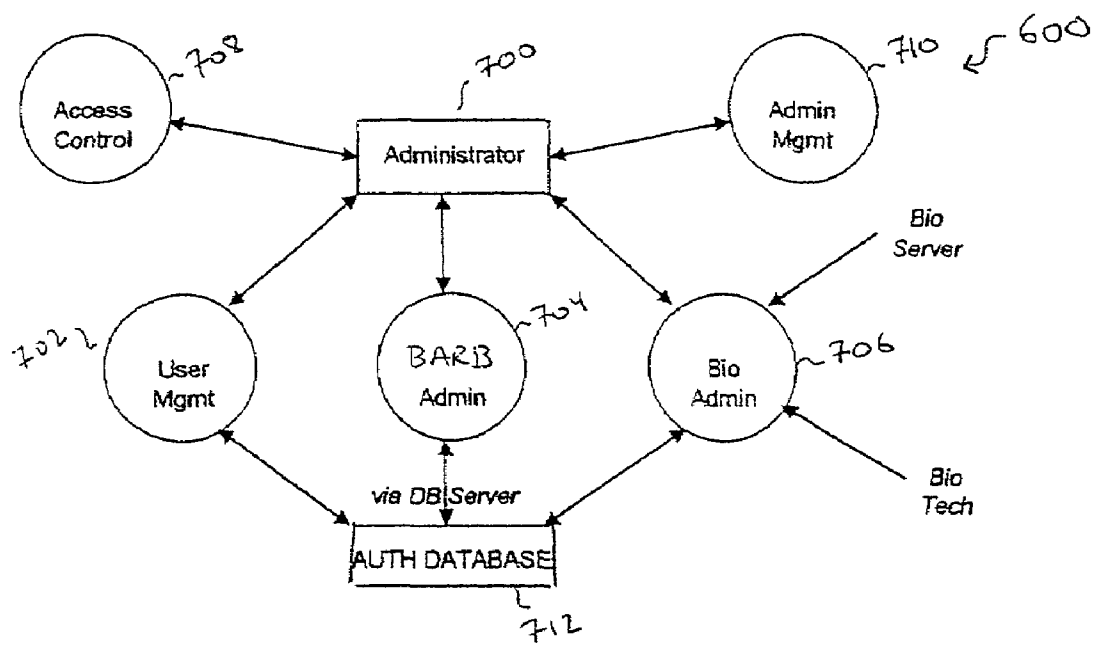 708
700
710
600
Access
Control
Administrator
Admin
Mgmt
Bio
Server
702
User
Mgmt
704
BARB
Admin
706
Bio
Admin
via DB Server
Bio
Tech
AUTH DATABASE
712